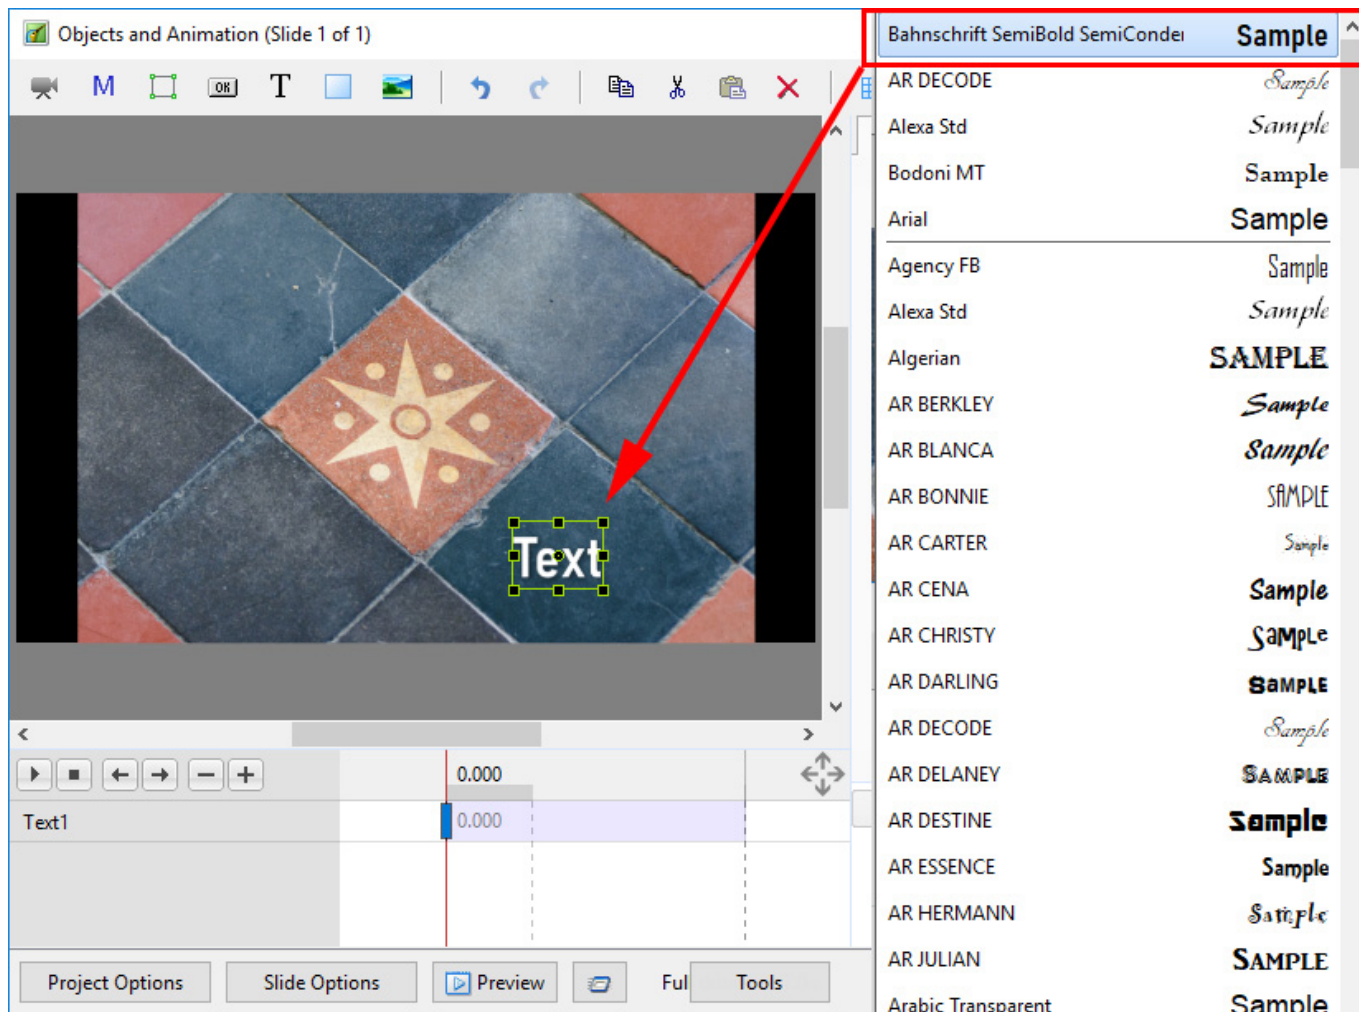 Objects and Animation (Slide 1 of 1)
M OK T
Text
0.000
Text1 0.000
Project Options Slide Options Preview Ful Tools
Bahnschrift SemiBold SemiConder Sample
AR DECODE Sample
Alexa Std Sample
Bodoni MT Sample
Arial Sample
Agency FB Sample
Alexa Std Sample
Algerian SAMPLE
AR BERKLEY Sample
AR BLANCA Sample
AR BONNIE SAMPLE
AR CARTER Sample
AR CENA Sample
AR CHRISTY SaMpLe
AR DARLING SaMPLE
AR DECODE Sample
AR DELANEY SAMPLE
AR DESTINE Sample
AR ESSENCE Sample
AR HERMANN Sample
AR JULIAN SAMPLE
Arabic Transparent Sample